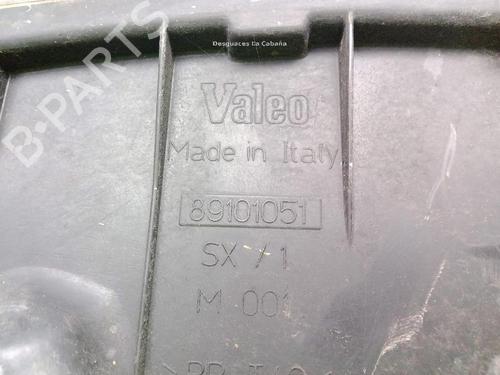 Desguaces La Cabaña
B-PARTS
Valeo
Made in Italy
89101051
SX / 1
M 001